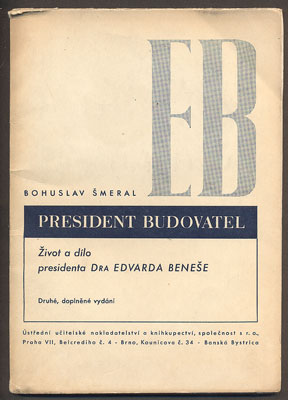 EB
BOHUSLAV ŠMERAL
PRESIDENT BUDOVATEL
Život a dílo
presidenta DRA EDVARDA BENEŠE
Druhé, doplněné vydání
Ústřední učitelské nakladatelství a knihkupectví, společnost s r. o.,
Praha VII, Belcrediho č. 4 - Brno, Kounicova č. 34 - Banská Bystrica